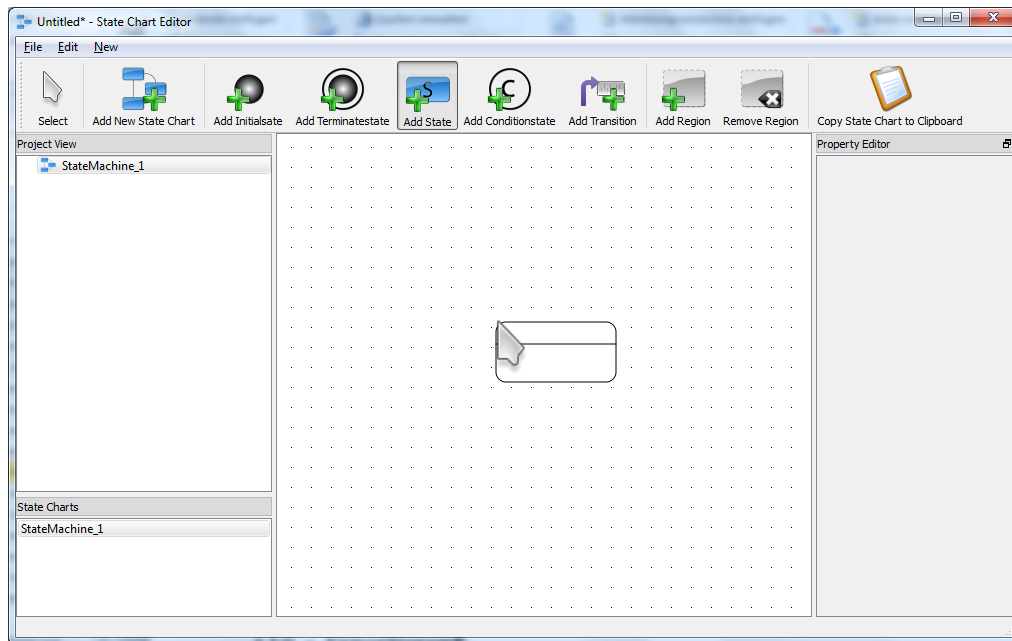 Untitled* - State Chart Editor
File Edit New
Select Add New State Chart Add Initialsate Add Terminatestate Add State Add Conditionstate Add Transition Add Region Remove Region Copy State Chart to Clipboard
S
C
Project View
Property Editor
StateMachine_1
State Charts
StateMachine_1